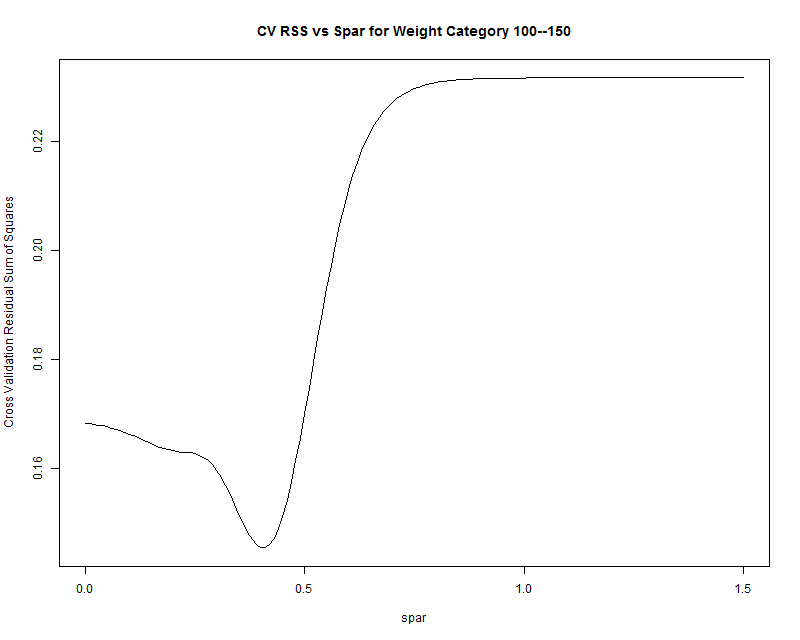 CV RSS vs Spar for Weight Category 100--150
Cross Validation Residual Sum of Squares
0.22
0.20
0.18
0.16
0.0
0.5
1.0
1.5
spar